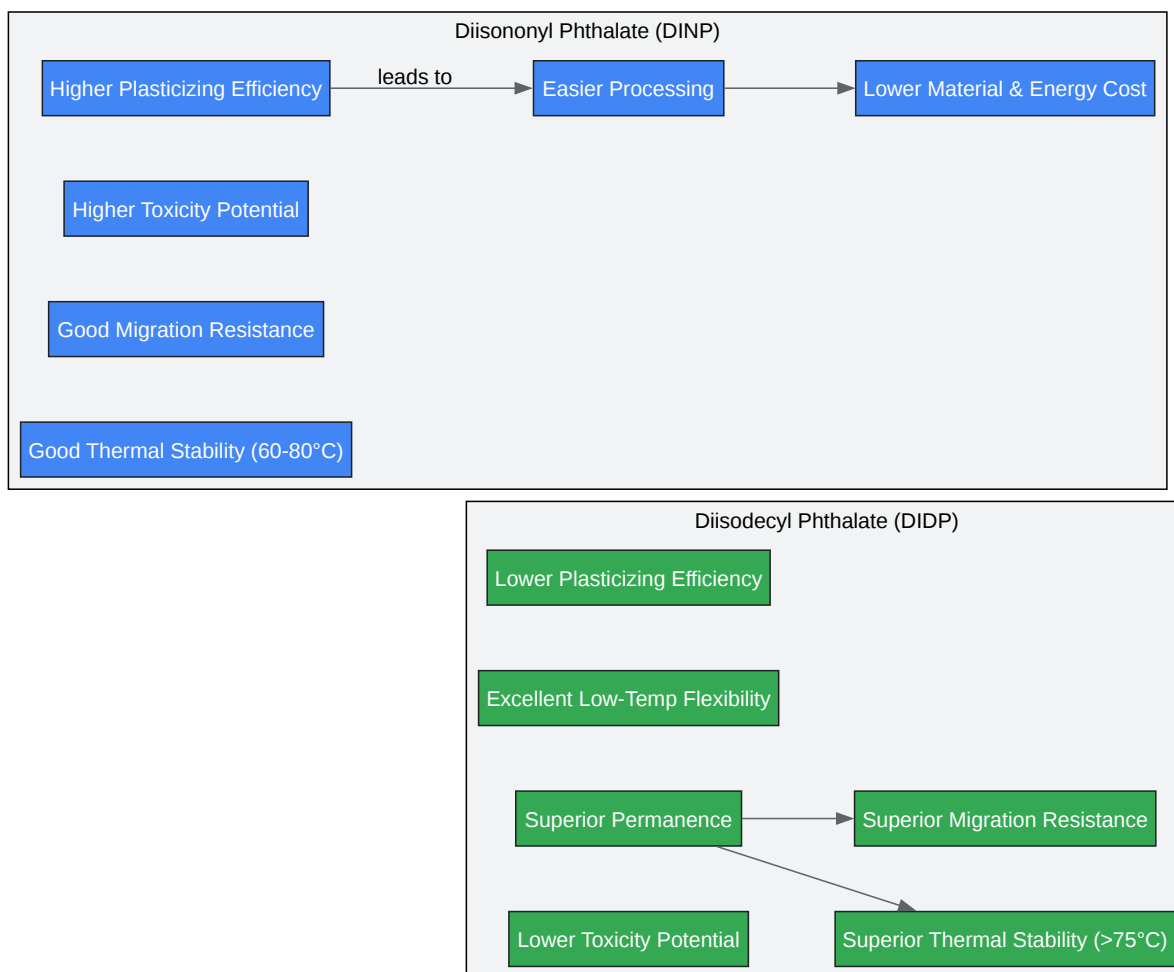 Diisononyl Phthalate (DINP)
Higher Plasticizing Efficiency
leads to
Easier Processing
Lower Material & Energy Cost
Higher Toxicity Potential
Good Migration Resistance
Good Thermal Stability (60-80°C)
Diisodecyl Phthalate (DIDP)
Lower Plasticizing Efficiency
Excellent Low-Temp Flexibility
Superior Permanence
Superior Migration Resistance
Lower Toxicity Potential
Superior Thermal Stability (>75°C)